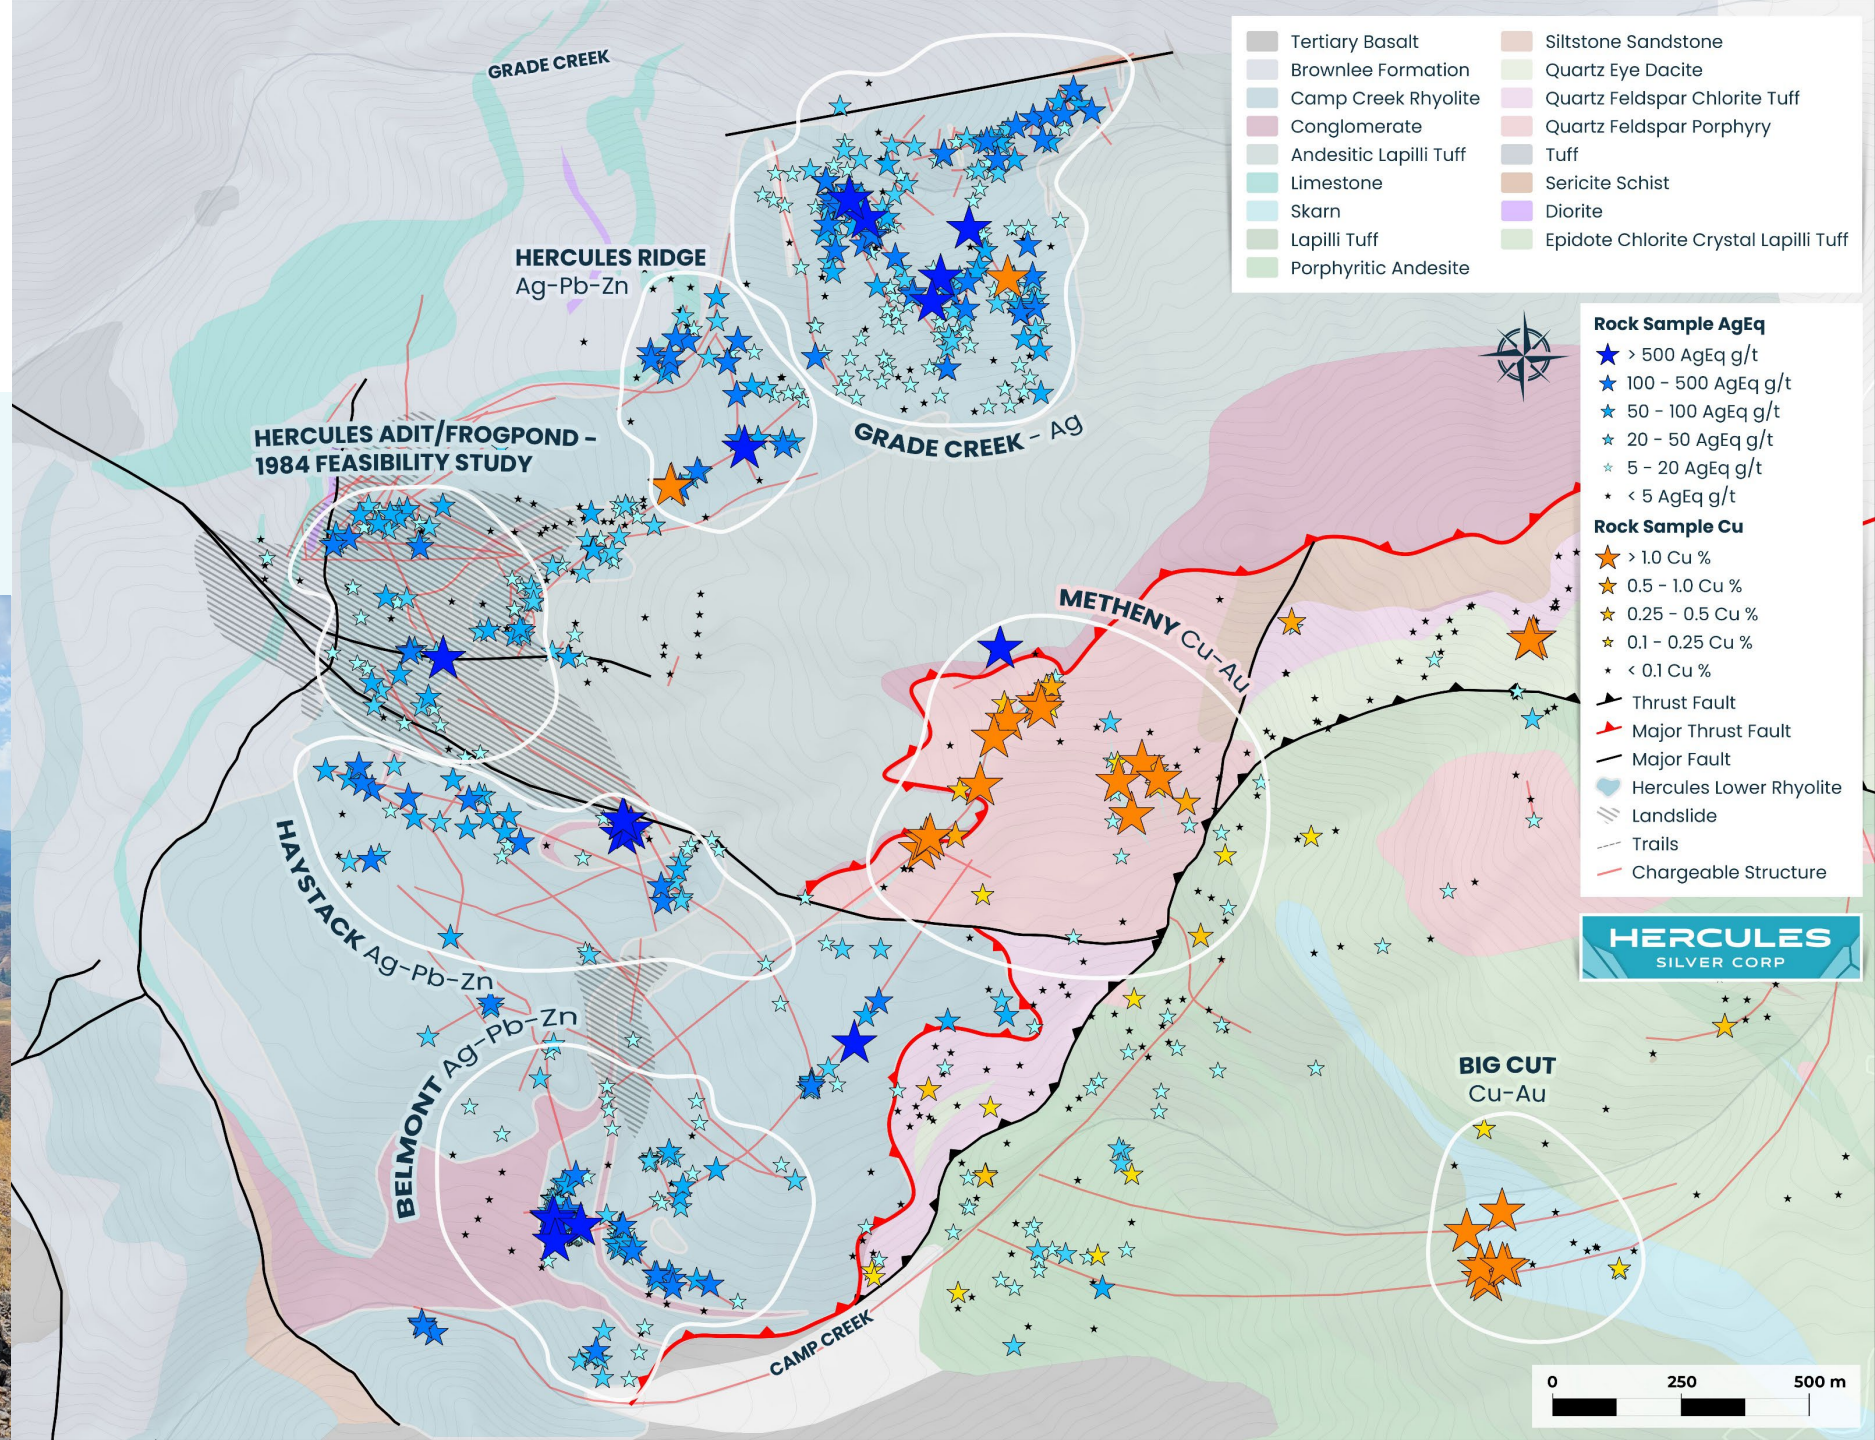 GRADE CREEK
HERCULES RIDGE
Ag-Pb-Zn
GRADE CREEK - Ag
HERCULES ADIT/FROGPOND -
1984 FEASIBILITY STUDY
METHENY Cu-Au
HAYSTACK Ag-Pb-Zn
BELMONT Ag-Pb-Zn
BIG CUT
Cu-Au
CAMP CREEK
Tertiary Basalt
Brownlee Formation
Camp Creek Rhyolite
Conglomerate
Andesitic Lapilli Tuff
Limestone
Skarn
Lapilli Tuff
Porphyritic Andesite
Siltstone Sandstone
Quartz Eye Dacite
Quartz Feldspar Chlorite Tuff
Quartz Feldspar Porphyry
Tuff
Sericite Schist
Diorite
Epidote Chlorite Crystal Lapilli Tuff
Rock Sample AgEq
> 500 AgEq g/t
100 - 500 AgEq g/t
50 - 100 AgEq g/t
20 - 50 AgEq g/t
5 - 20 AgEq g/t
< 5 AgEq g/t
Rock Sample Cu
> 1.0 Cu %
0.5 - 1.0 Cu %
0.25 - 0.5 Cu %
0.1 - 0.25 Cu %
< 0.1 Cu %
Thrust Fault
Major Thrust Fault
Major Fault
Hercules Lower Rhyolite
Landslide
Trails
Chargeable Structure
HERCULES
SILVER CORP
0 250 500 m